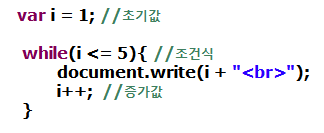 var i = 1; //초기값
while(i <= 5){ //조건식
document.write(i + "<br>");
i++; //증가값
}